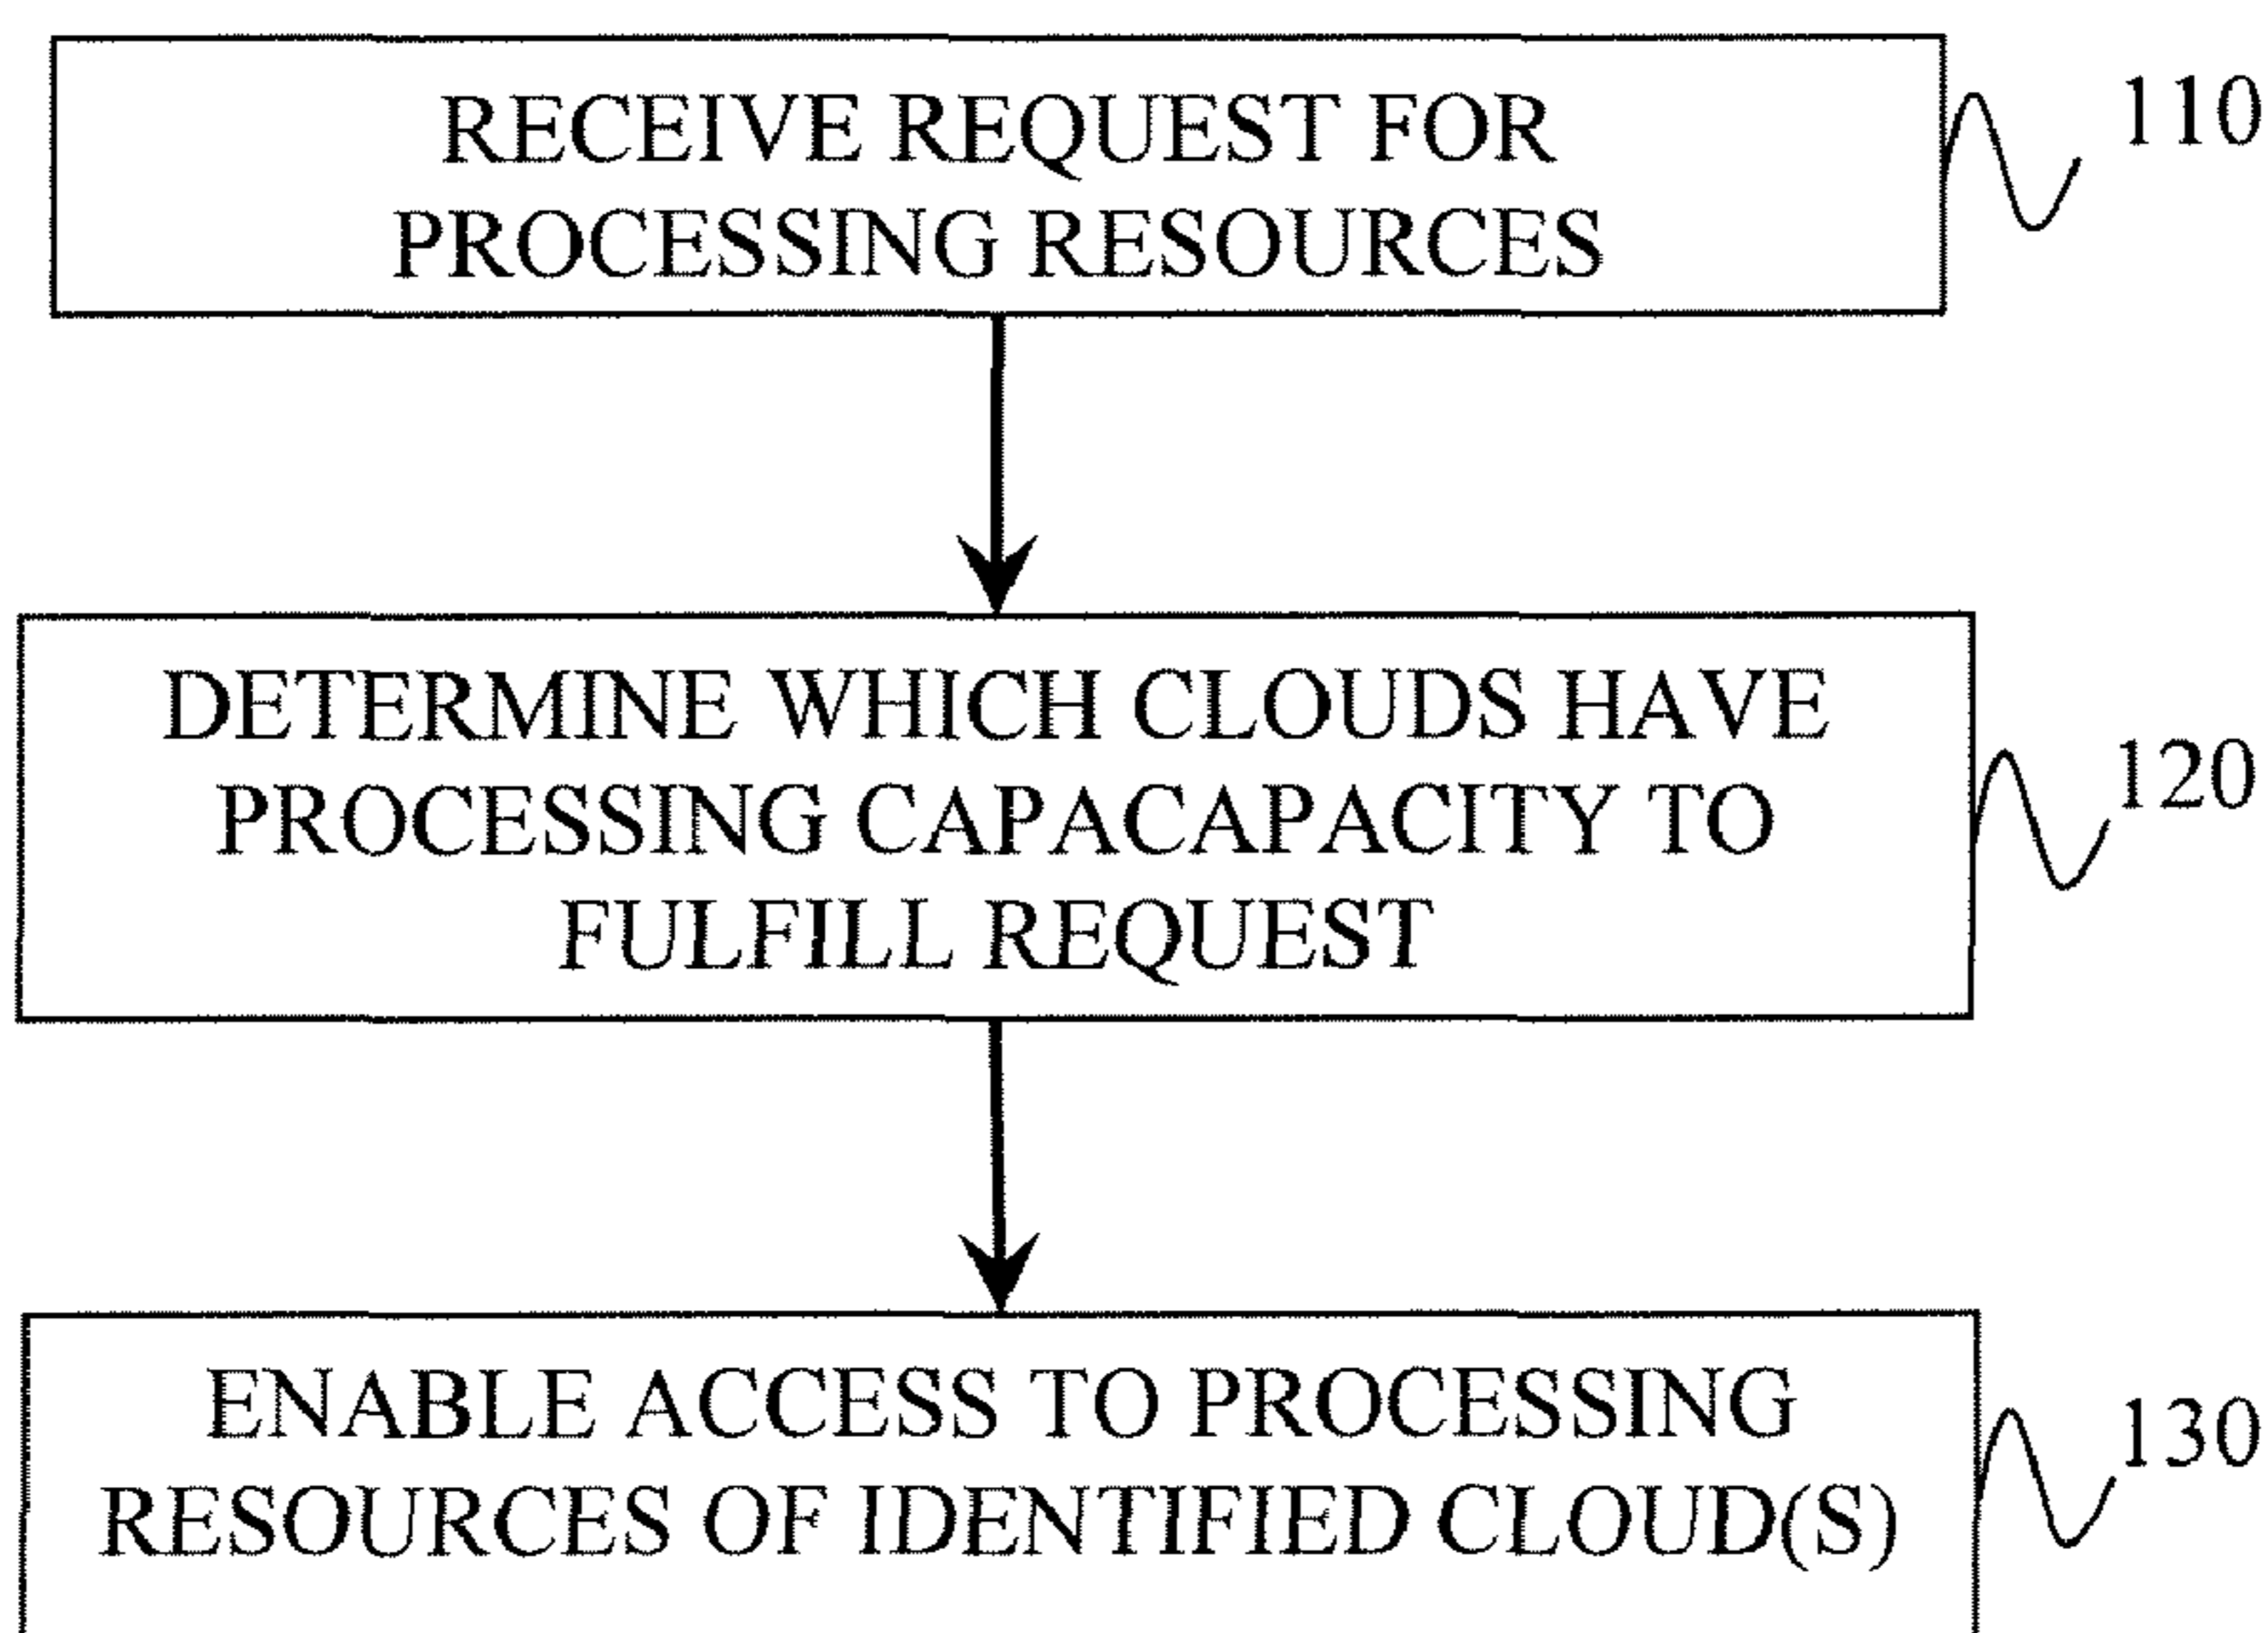 RECEIVE REQUEST FOR
PROCESSING RESOURCES
110
DETERMINE WHICH CLOUDS HAVE
PROCESSING CAPACAPACITY TO
FULFILL REQUEST
120
ENABLE ACCESS TO PROCESSING
RESOURCES OF IDENTIFIED CLOUD(S)
130